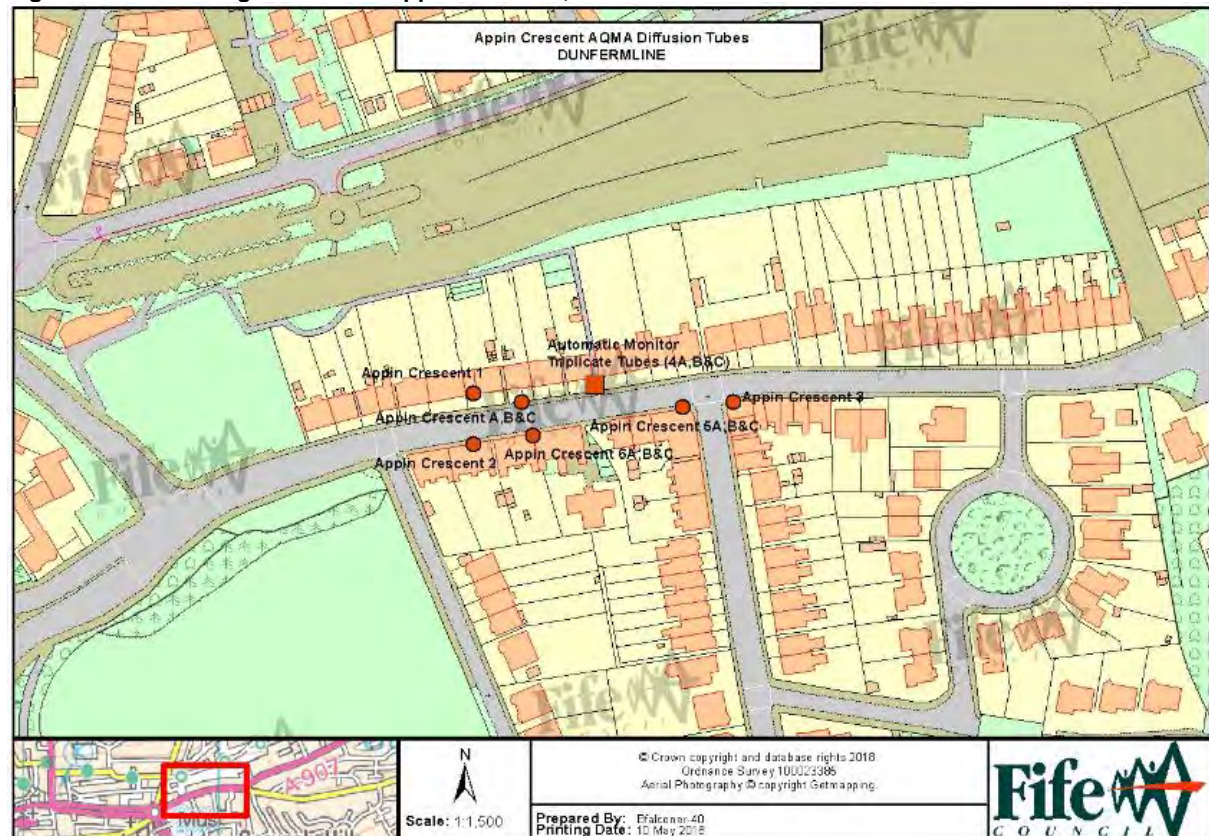 Appin Crescent AQMA Diffusion Tubes
DUNFERMLINE
Automatic Monitor
Triplicate Tubes (4A,B&C)
Appin Crescent 1
Appin Crescent 3
Appin Crescent A,B&C
Appin Crescent 5A,B&C
Appin Crescent 6A,B&C
Appin Crescent 2
A-907
N
Scale: 1:1,500
© Crown copyright and database rights 2018
Ordnance Survey 100023385
Aerial Photography © copyright Getmapping.
Prepared By:
Printing Date: 10 May 2018
Fife
COUNCIL